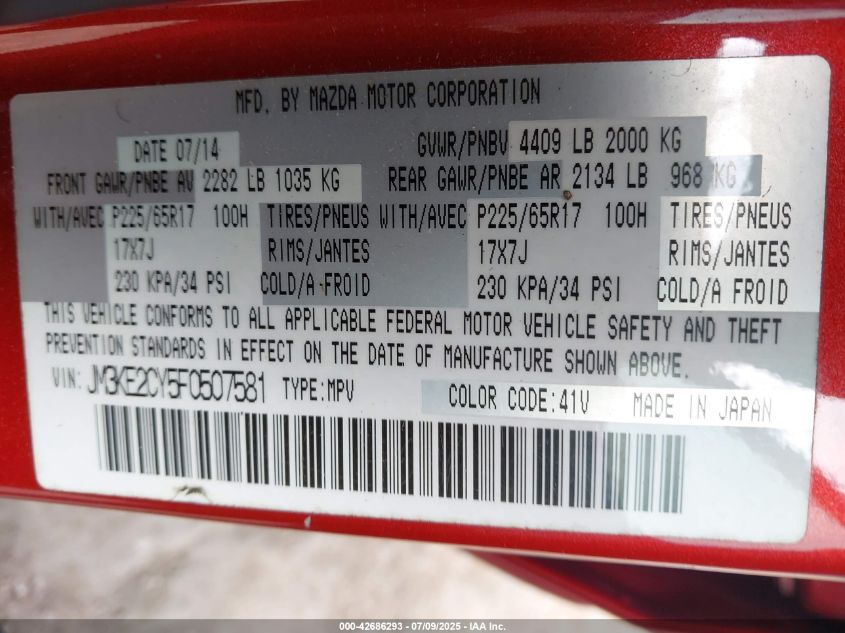 MFD. BY MAZDA MOTOR CORPORATION
DATE 07/14 GVWR/PNBV 4409 LB 2000 KG
FRONT GAWR/PNBE AV 2282 LB 1035 KG REAR GAWR/PNBE AR 2134 LB 968 KG
WITH/AVEC P225/65R17 100H TIRES/PNEUS WITH/AVEC P225/65R17 100H TIRES/PNEUS
17X7J RIMS/JANTES 17X7J RIMS/JANTES
230 KPA/34 PSI COLD/A FROID 230 KPA/34 PSI COLD/A FROID
THIS VEHICLE CONFORMS TO ALL APPLICABLE FEDERAL MOTOR VEHICLE SAFETY AND THEFT
PREVENTION STANDARDS IN EFFECT ON THE DATE OF MANUFACTURE SHOWN ABOVE.
VIN: JM3KE2CY5F0507581 TYPE:MPV COLOR CODE:41V MADE IN JAPAN
000-42686293 - 07/09/2025 - IAA Inc.